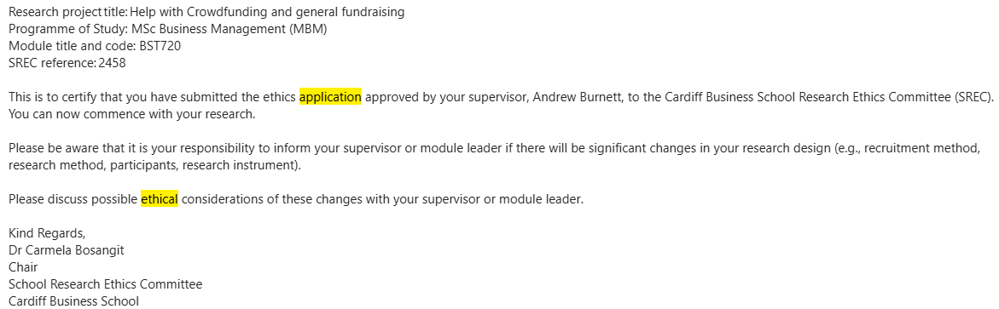 Research project title: Help with Crowdfunding and general fundraising
Programme of Study: MSc Business Management (MBM)
Module title and code: BST720
SREC reference: 2458
This is to certify that you have submitted the ethics application approved by your supervisor, Andrew Burnett, to the Cardiff Business School Research Ethics Committee (SREC).
You can now commence with your research.
Please be aware that it is your responsibility to inform your supervisor or module leader if there will be significant changes in your research design (e.g., recruitment method,
research method, participants, research instrument).
Please discuss possible ethical considerations of these changes with your supervisor or module leader.
Kind Regards,
Dr Carmela Bosangit
Chair
School Research Ethics Committee
Cardiff Business School